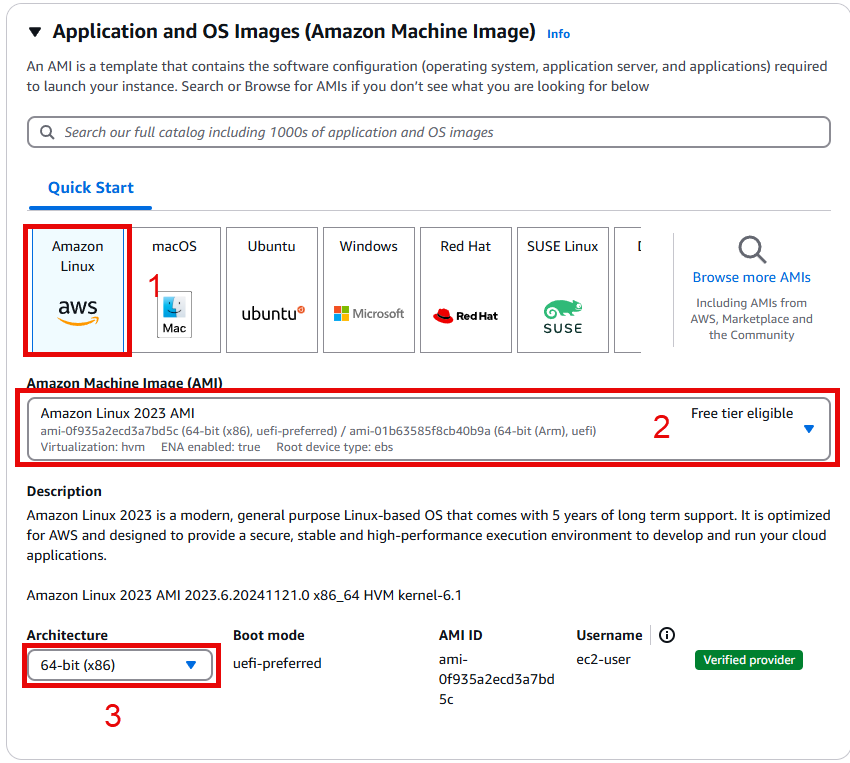 Application and OS Images (Amazon Machine Image) Info
An AMI is a template that contains the software configuration (operating system, application server, and applications) required
to launch your instance. Search or Browse for AMIs if you don't see what you are looking for below
Search our full catalog including 1000s of application and OS images
Quick Start
Amazon
Linux
aws
macOS
Mac
Ubuntu
ubuntu
Windows
Microsoft
Red Hat
Red Hat
SUSE Linux
SUSE
Browse more AMIs
Including AMIs from
AWS, Marketplace and
the Community
1
Amazon Machine Image (AMI)
Amazon Linux 2023 AMI
Free tier eligible
ami-0f935a2ecd3a7bd5c (64-bit (x86), uefi-preferred) / ami-01b63585f8cb40b9a (64-bit (Arm), uefi)
Virtualization: hvm ENA enabled: true Root device type: ebs
2
Description
Amazon Linux 2023 is a modern, general purpose Linux-based OS that comes with 5 years of long term support. It is optimized
for AWS and designed to provide a secure, stable and high-performance execution environment to develop and run your cloud
applications.
Amazon Linux 2023 AMI 2023.6.20241121.0 x86_64 HVM kernel-6.1
Architecture
64-bit (x86)
Boot mode
uefi-preferred
AMI ID
ami-
0f935a2ecd3a7bd
5c
Username
ec2-user
Verified provider
3